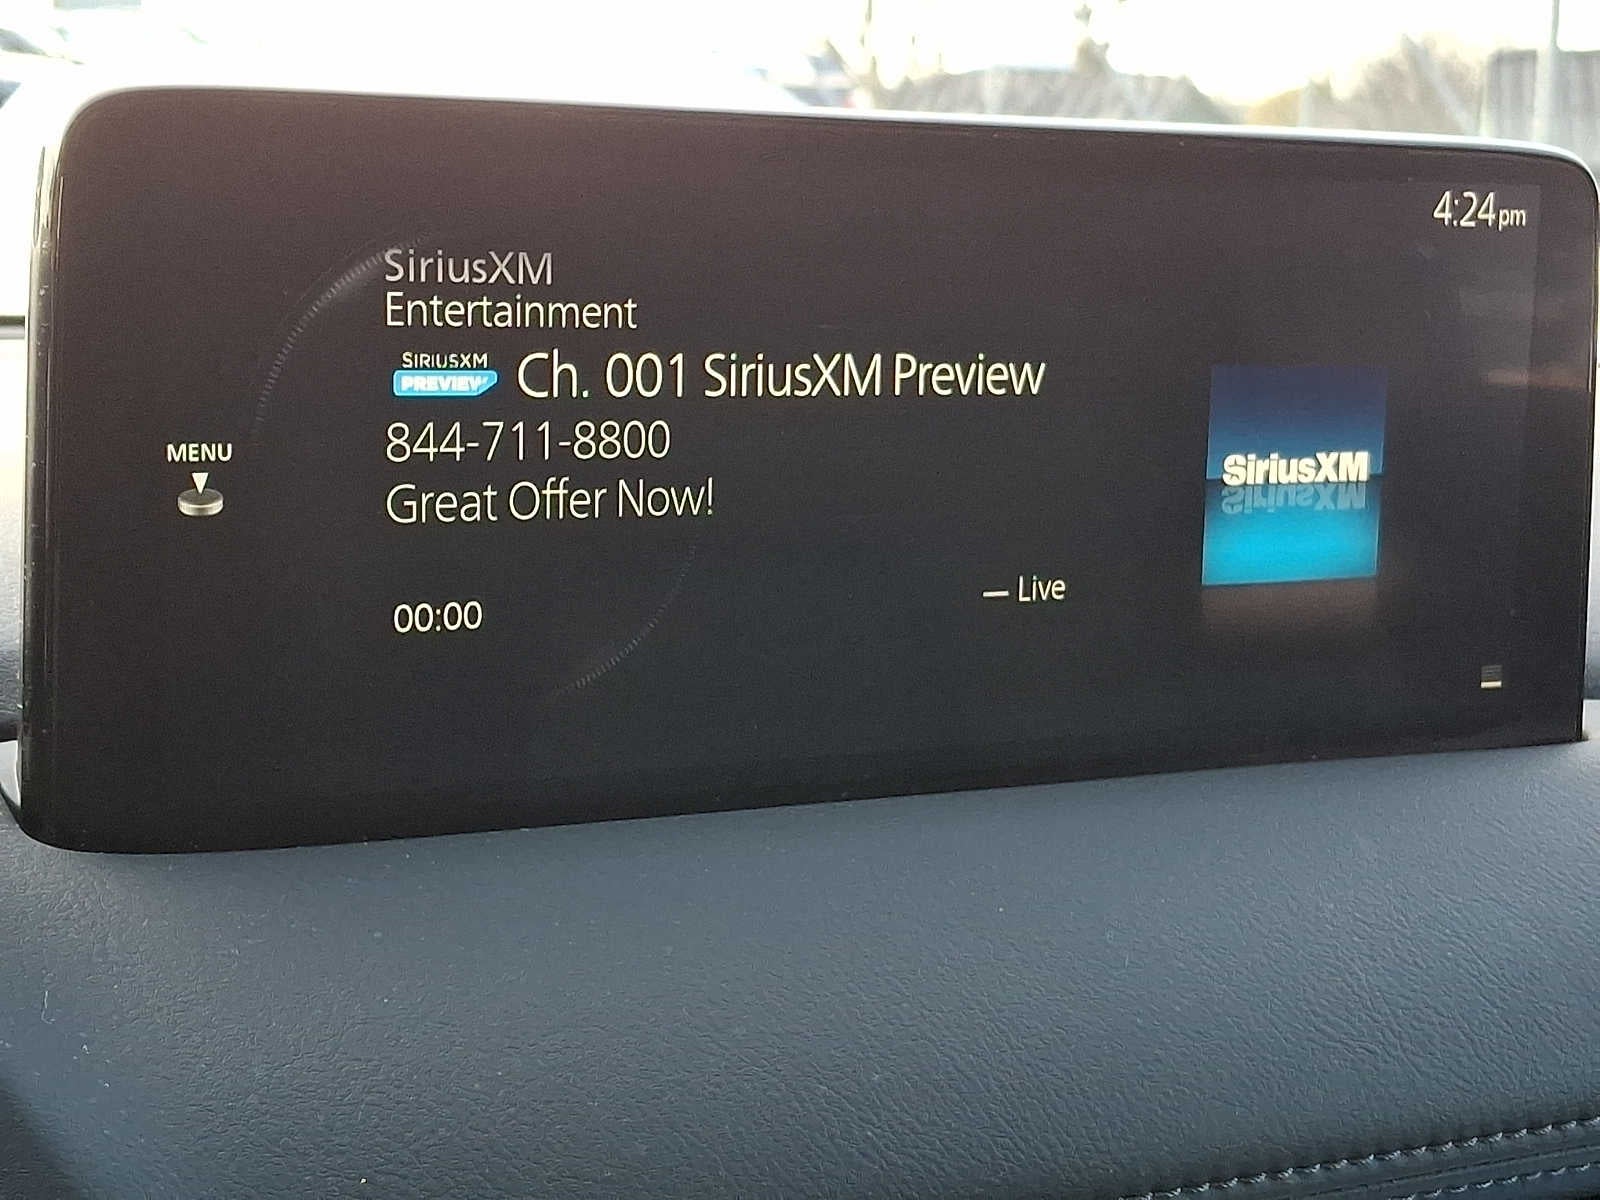 4:24pm
SiriusXM
Entertainment
SIRIUSXM
PREVIEW
Ch. 001 SiriusXM Preview
844-711-8800
MENU
SiriusXM
Great Offer Now!
Live
00:00